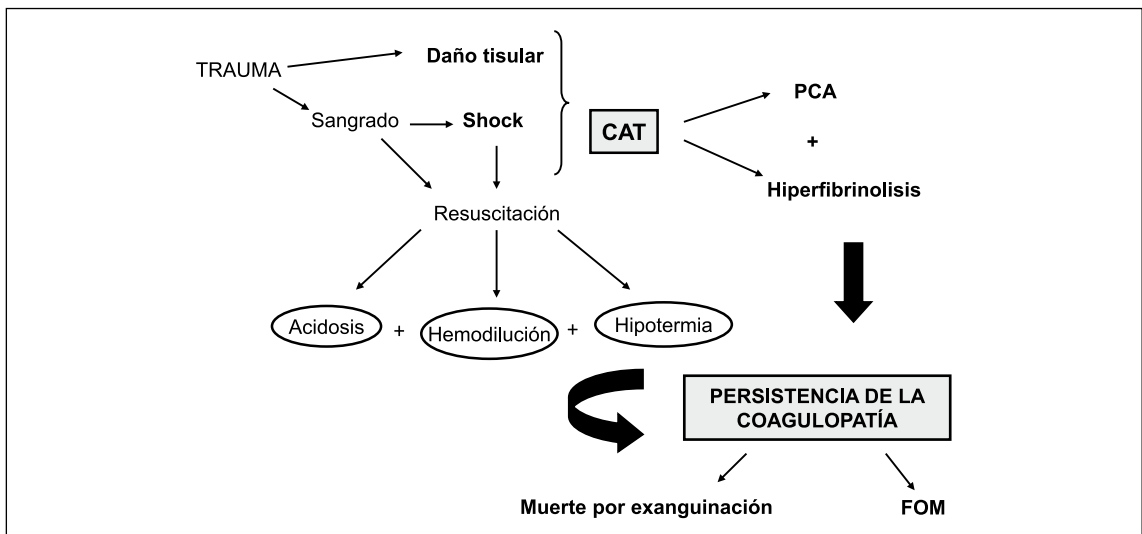 Daño tisular
TRAUMA
PCA
Sangrado
Shock
CAT
+
Hiperfibrinolisis
Resuscitación
Acidosis + Hemodilución + Hipotermia
PERSISTENCIA DE LA
COAGULOPATÍA
Muerte por exanguinación
FOM